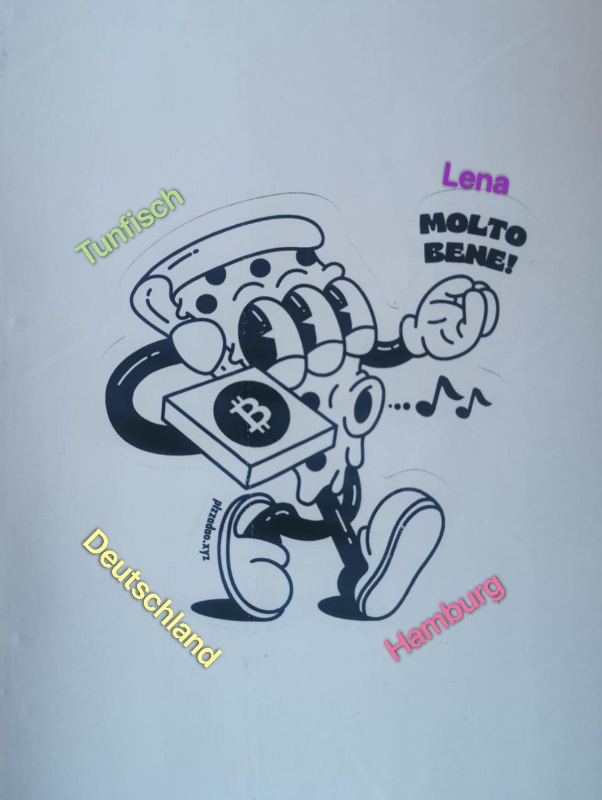 Lena
Tunfisch
MOLTO
BENE!
₿
pizzadao.xyz
Deutschland
Hamburg